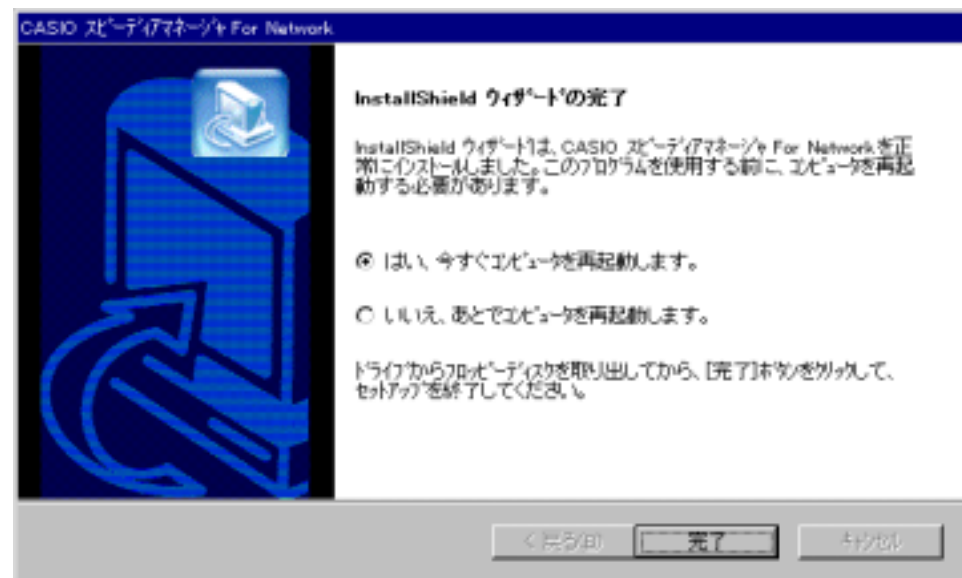 CASIO ｽﾋﾟｰﾃﾞｨｱﾏﾈｰｼﾞｬ For Network
InstallShield ｳｨｻﾞｰﾄﾞの完了
InstallShield ｳｨｻﾞｰﾄﾞは、CASIO ｽﾋﾟｰﾃﾞｨｱﾏﾈｰｼﾞｬ For Networkを正
常にｲﾝｽﾄｰﾙしました。このﾌﾟﾛｸﾞﾗﾑを使用する前に、ｺﾝﾋﾟｭｰﾀを再起
動する必要があります。
はい、今すぐｺﾝﾋﾟｭｰﾀを再起動します。
いいえ、あとでｺﾝﾋﾟｭｰﾀを再起動します。
ﾄﾞﾗｲﾌﾞからﾌﾛｯﾋﾟｰﾃﾞｨｽｸを取り出してから、[完了]ﾎﾞﾀﾝをｸﾘｯｸして、
ｾｯﾄｱｯﾌﾟを終了してください。
< 戻る(B) 完了 ｷｬﾝｾﾙ